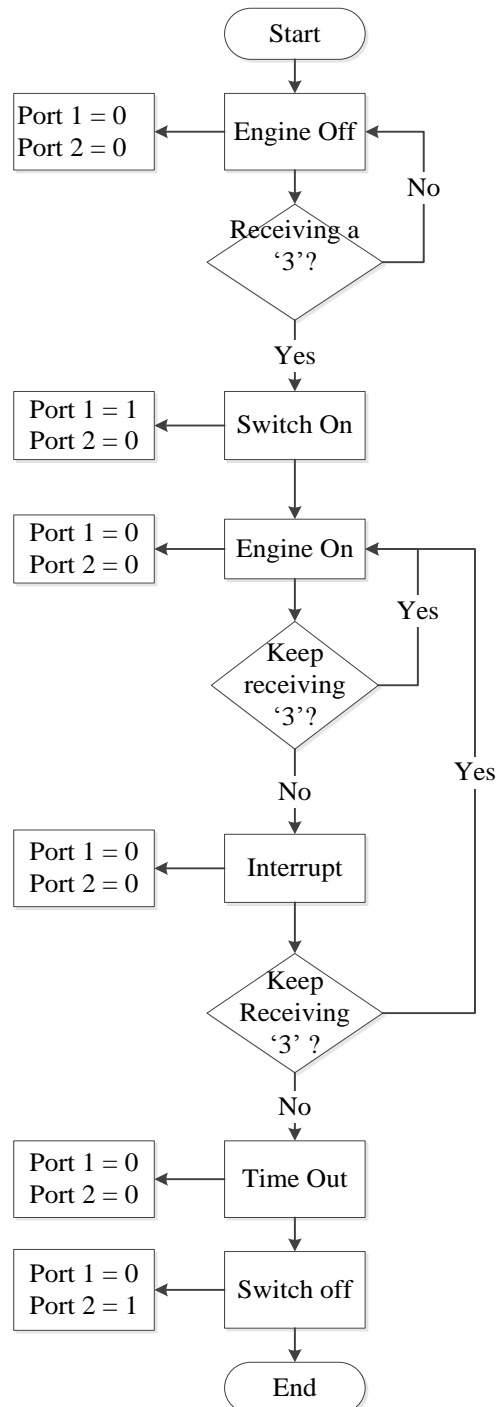 Start
Port 1 = 0
Port 2 = 0
Engine Off
No
Receiving a
‘3’?
Yes
Port 1 = 1
Port 2 = 0
Switch On
Port 1 = 0
Port 2 = 0
Engine On
Yes
Keep
receiving
‘3’?
Yes
No
Port 1 = 0
Port 2 = 0
Interrupt
Keep
Receiving
‘3’ ?
No
Port 1 = 0
Port 2 = 0
Time Out
Port 1 = 0
Port 2 = 1
Switch off
End